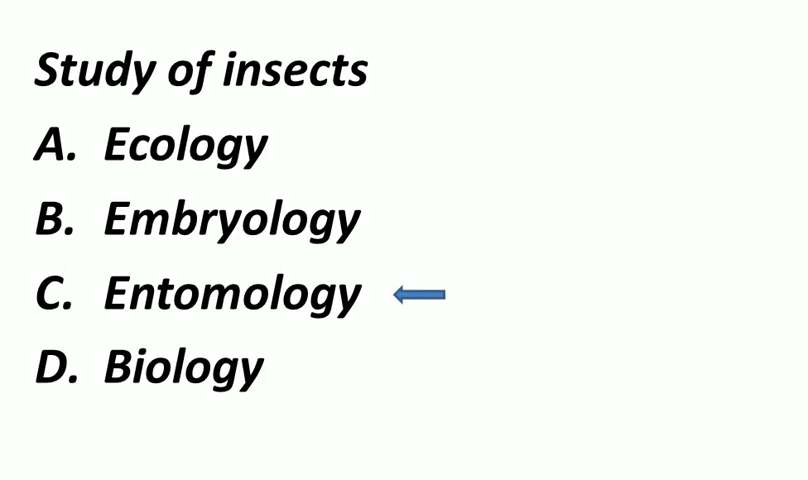 Study of insects
A. Ecology
B. Embryology
C. Entomology
D. Biology